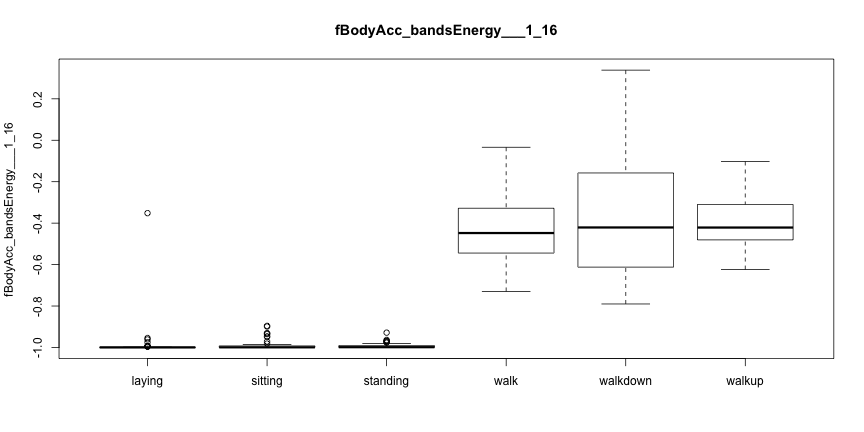 fBodyAcc_bandsEnergy___1_16
fBodyAcc_bandsEnergy___1_16
0.2
0.0
-0.2
-0.4
-0.6
-0.8
-1.0
laying sitting standing walk walkdown walkup